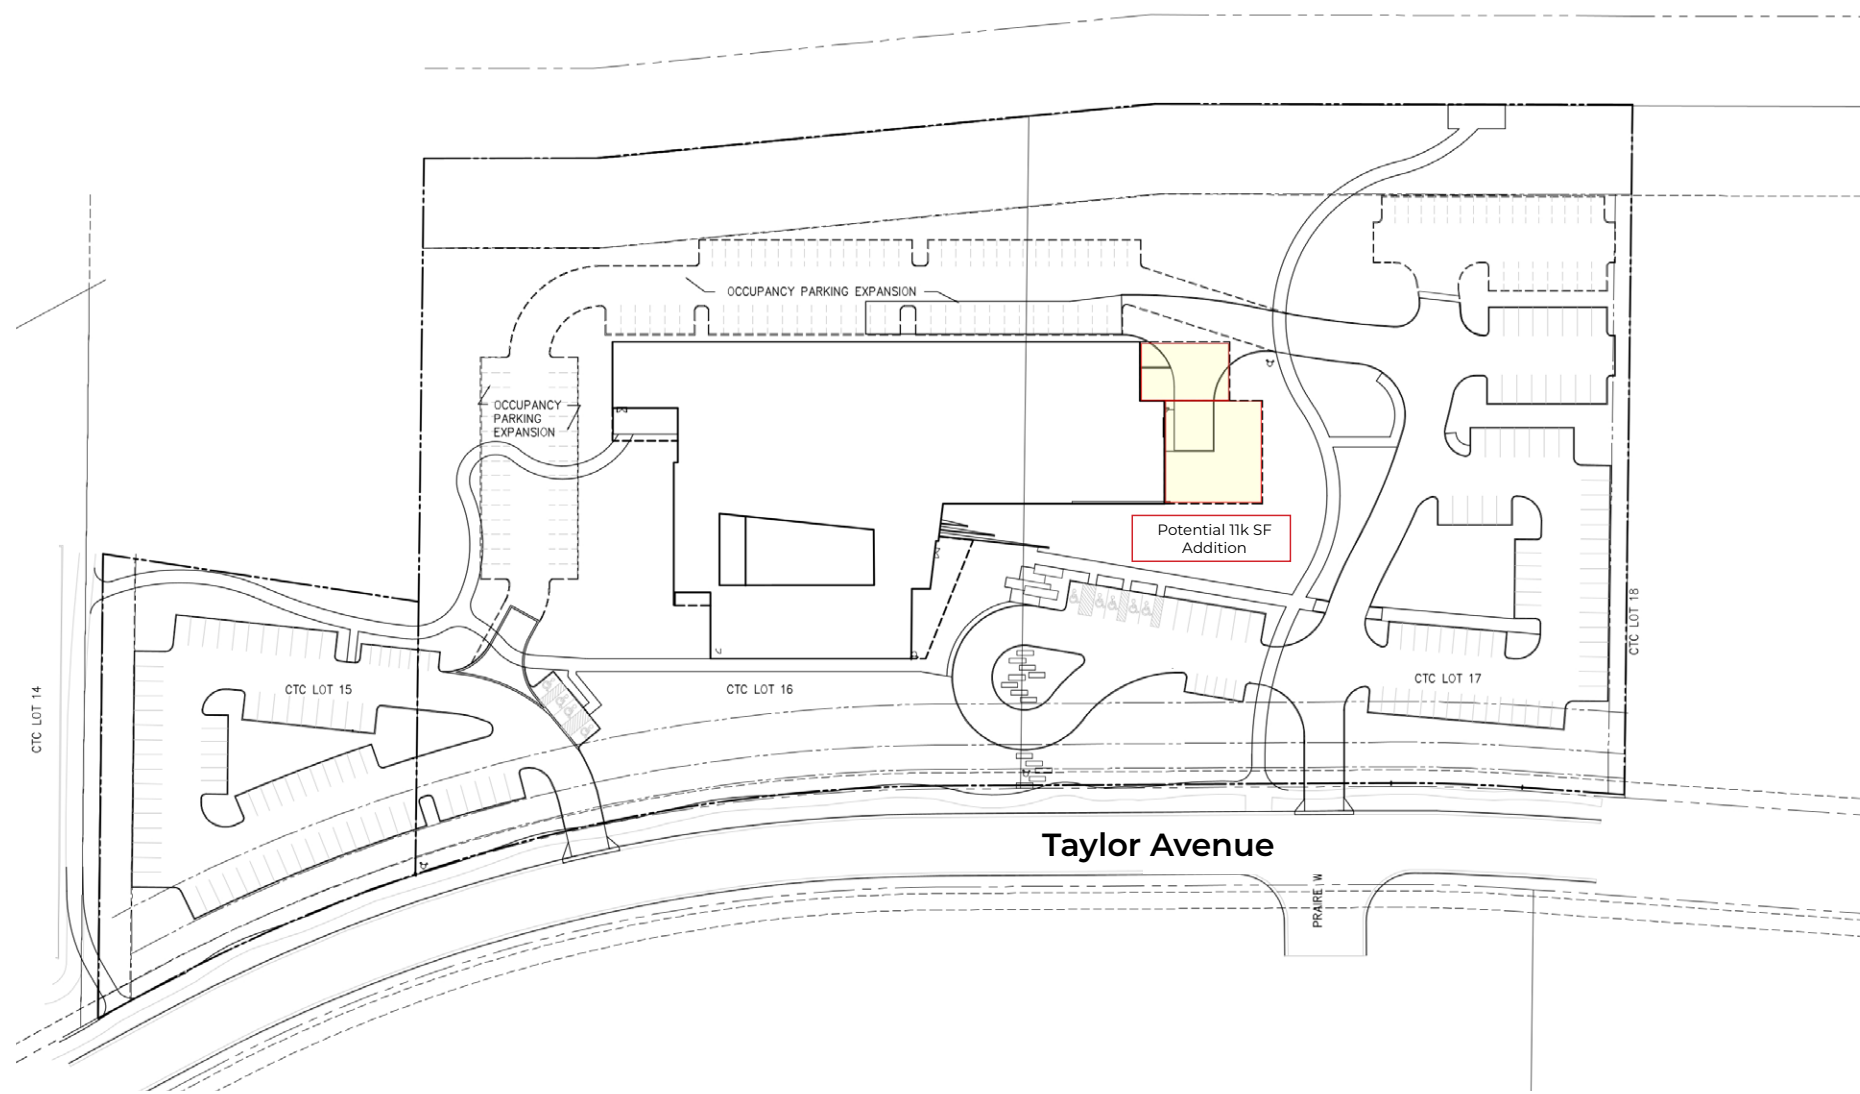 OCCUPANCY PARKING EXPANSION
OCCUPANCY
PARKING
EXPANSION
Potential 11k SF
Addition
CTC LOT 14
CTC LOT 15
CTC LOT 16
CTC LOT 17
CTC LOT 18
Taylor Avenue
PRAIRE W